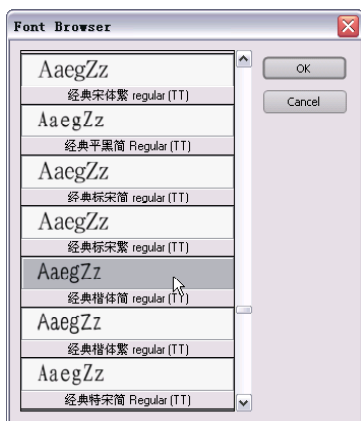 Font Browser
AaegZz
经典宋体繁 regular (TT)
AaegZz
经典平黑简 Regular (TT)
AaegZz
经典标宋简 regular (TT)
AaegZz
经典标宋繁 regular (TT)
AaegZz
经典楷体简 regular (TT)
AaegZz
经典楷体繁 regular (TT)
AaegZz
经典特宋简 Regular (TT)
OK
Cancel